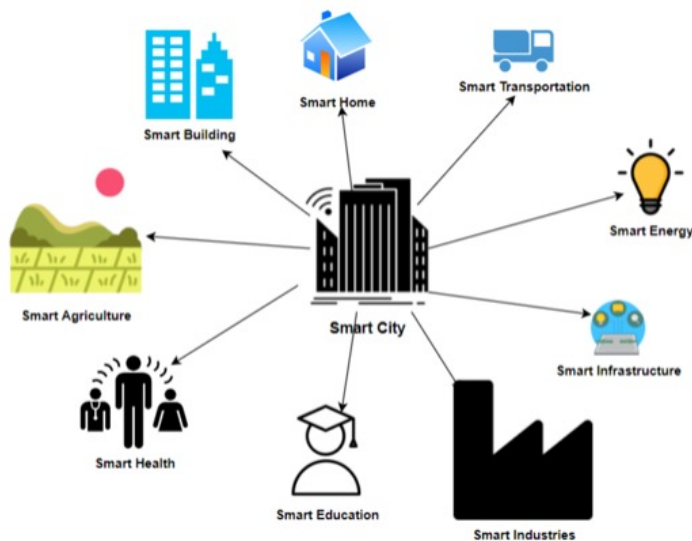 Smart Home
Smart Transportation
Smart Building
Smart Energy
Smart Agriculture
Smart City
Smart Infrastructure
Smart Health
Smart Education
Smart Industries